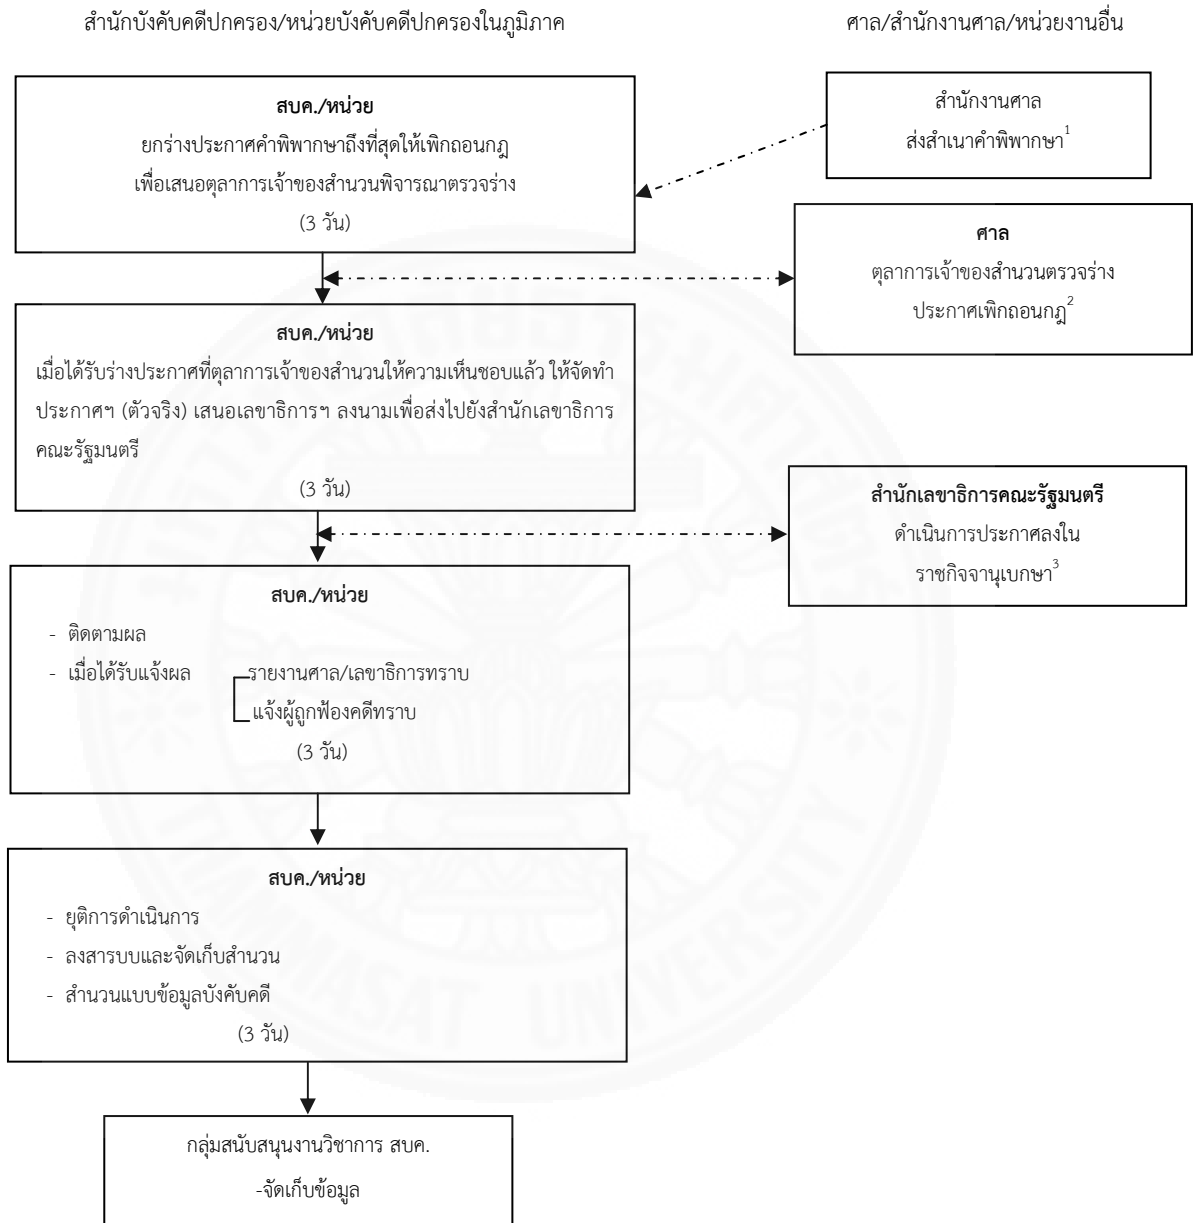 สำนักบังคับคดีปกครอง/หน่วยบังคับคดีปกครองในภูมิภาค
ศาล/สำนักงานศาล/หน่วยงานอื่น
สบค./หน่วย
ยกร่างประกาศคำพิพากษาถึงที่สุดให้เพิกถอนกฎ
เพื่อเสนอตุลาการเจ้าของสำนวนพิจารณาตรวจร่าง
(3 วัน)
สำนักงานศาล
ส่งสำเนาคำพิพากษา1
ศาล
ตุลาการเจ้าของสำนวนตรวจร่าง
ประกาศเพิกถอนกฎ2
สบค./หน่วย
เมื่อได้รับร่างประกาศที่ตุลาการเจ้าของสำนวนให้ความเห็นชอบแล้ว ให้จัดทำ
ประกาศฯ (ตัวจริง) เสนอเลขาธิการฯ ลงนามเพื่อส่งไปยังสำนักเลขาธิการ
คณะรัฐมนตรี
(3 วัน)
สำนักเลขาธิการคณะรัฐมนตรี
ดำเนินการประกาศลงใน
ราชกิจจานุเบกษา3
สบค./หน่วย
- ติดตามผล
- เมื่อได้รับแจ้งผล รายงานศาล/เลขาธิการทราบ
แจ้งผู้ถูกฟ้องคดีทราบ
(3 วัน)
สบค./หน่วย
- ยุติการดำเนินการ
- ลงสารบบและจัดเก็บสำนวน
- สำนวนแบบข้อมูลบังคับคดี
(3 วัน)
กลุ่มสนับสนุนงานวิชาการ สบค.
-จัดเก็บข้อมูล
THAMMASAT UNIVERSITY